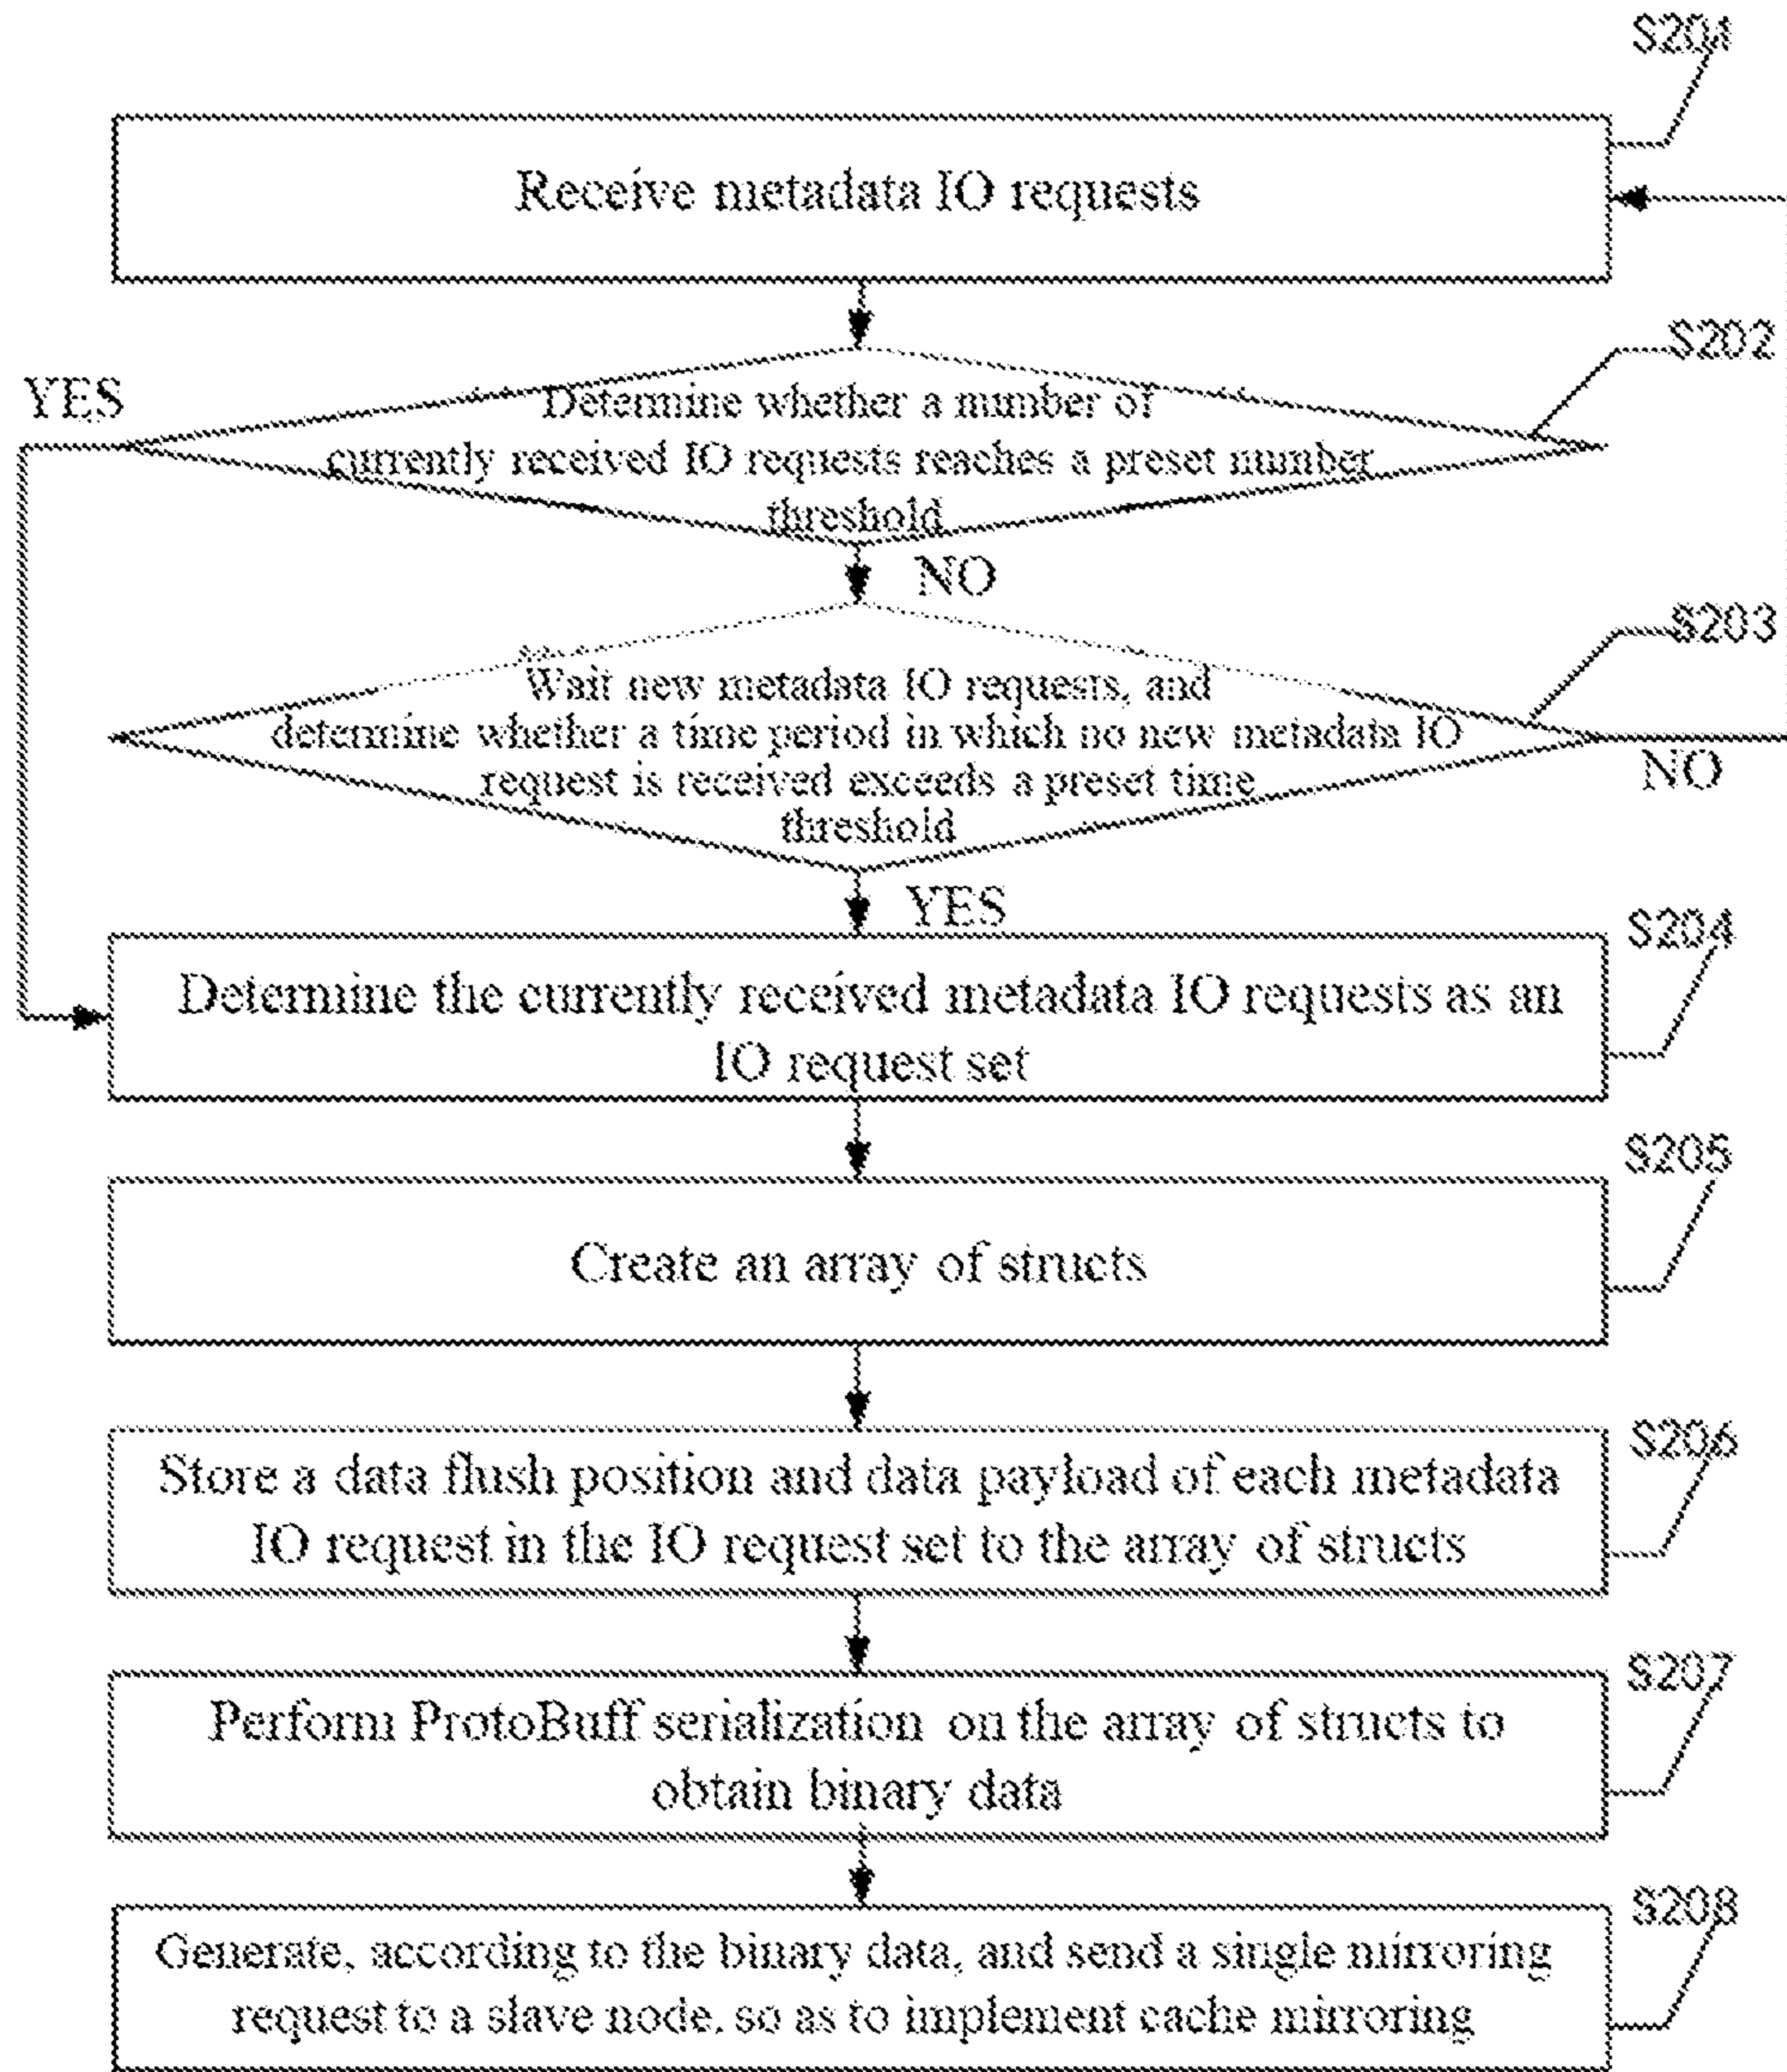 S201
Receive metadata IO requests
S202
YES
Determine whether a number of
currently received IO requests reaches a preset number
threshold
NO
S203
Wait new metadata IO requests, and
determine whether a time period in which no new metadata IO
request is received exceeds a preset time
threshold
NO
YES
S204
Determine the currently received metadata IO requests as an
IO request set
S205
Create an array of structs
S206
Store a data flush position and data payload of each metadata
IO request in the IO request set to the array of structs
S207
Perform ProtoBuff serialization on the array of structs to
obtain binary data
S208
Generate, according to the binary data, and send a single mirroring
request to a slave node, so as to implement cache mirroring